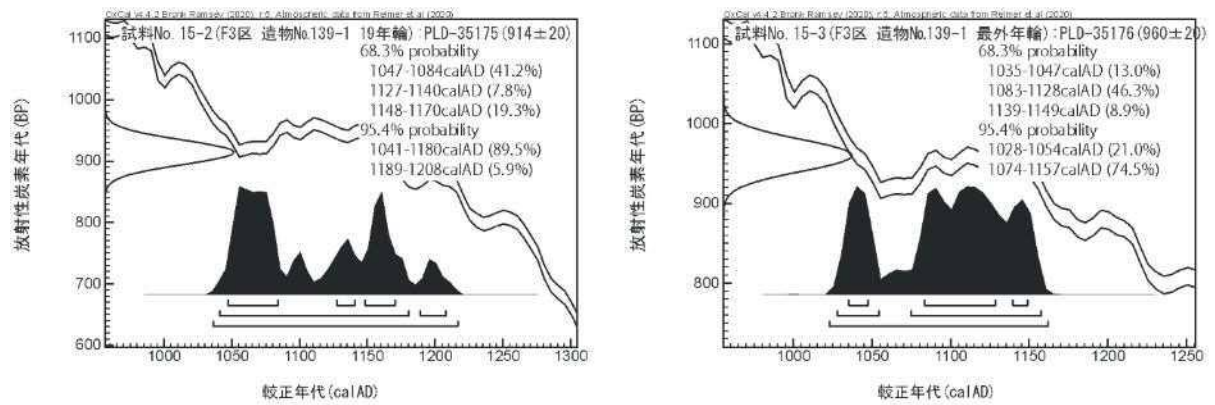 OxCal v4.4.2 Bronk Ramsey (2020); r:5; Atmospheric data from Reimer et al (2020)
試料No. 15-2(F3区 遺物№139-1 19年輪):PLD-35175(914±20)
68.3% probability
1047-1084calAD (41.2%)
1127-1140calAD (7.8%)
1148-1170calAD (19.3%)
95.4% probability
1041-1180calAD (89.5%)
1189-1208calAD (5.9%)
放射性炭素年代(BP)
1100
1000
900
800
700
600
1000
1050
1100
1150
1200
1250
1300
較正年代(calAD)
OxCal v4.4.2 Bronk Ramsey (2020); r:5; Atmospheric data from Reimer et al (2020)
試料No. 15-3(F3区 遺物№139-1 最外年輪):PLD-35176(960±20)
68.3% probability
1035-1047calAD (13.0%)
1083-1128calAD (46.3%)
1139-1149calAD (8.9%)
95.4% probability
1028-1054calAD (21.0%)
1074-1157calAD (74.5%)
放射性炭素年代(BP)
1100
1000
900
800
1000
1050
1100
1150
1200
1250
較正年代(calAD)